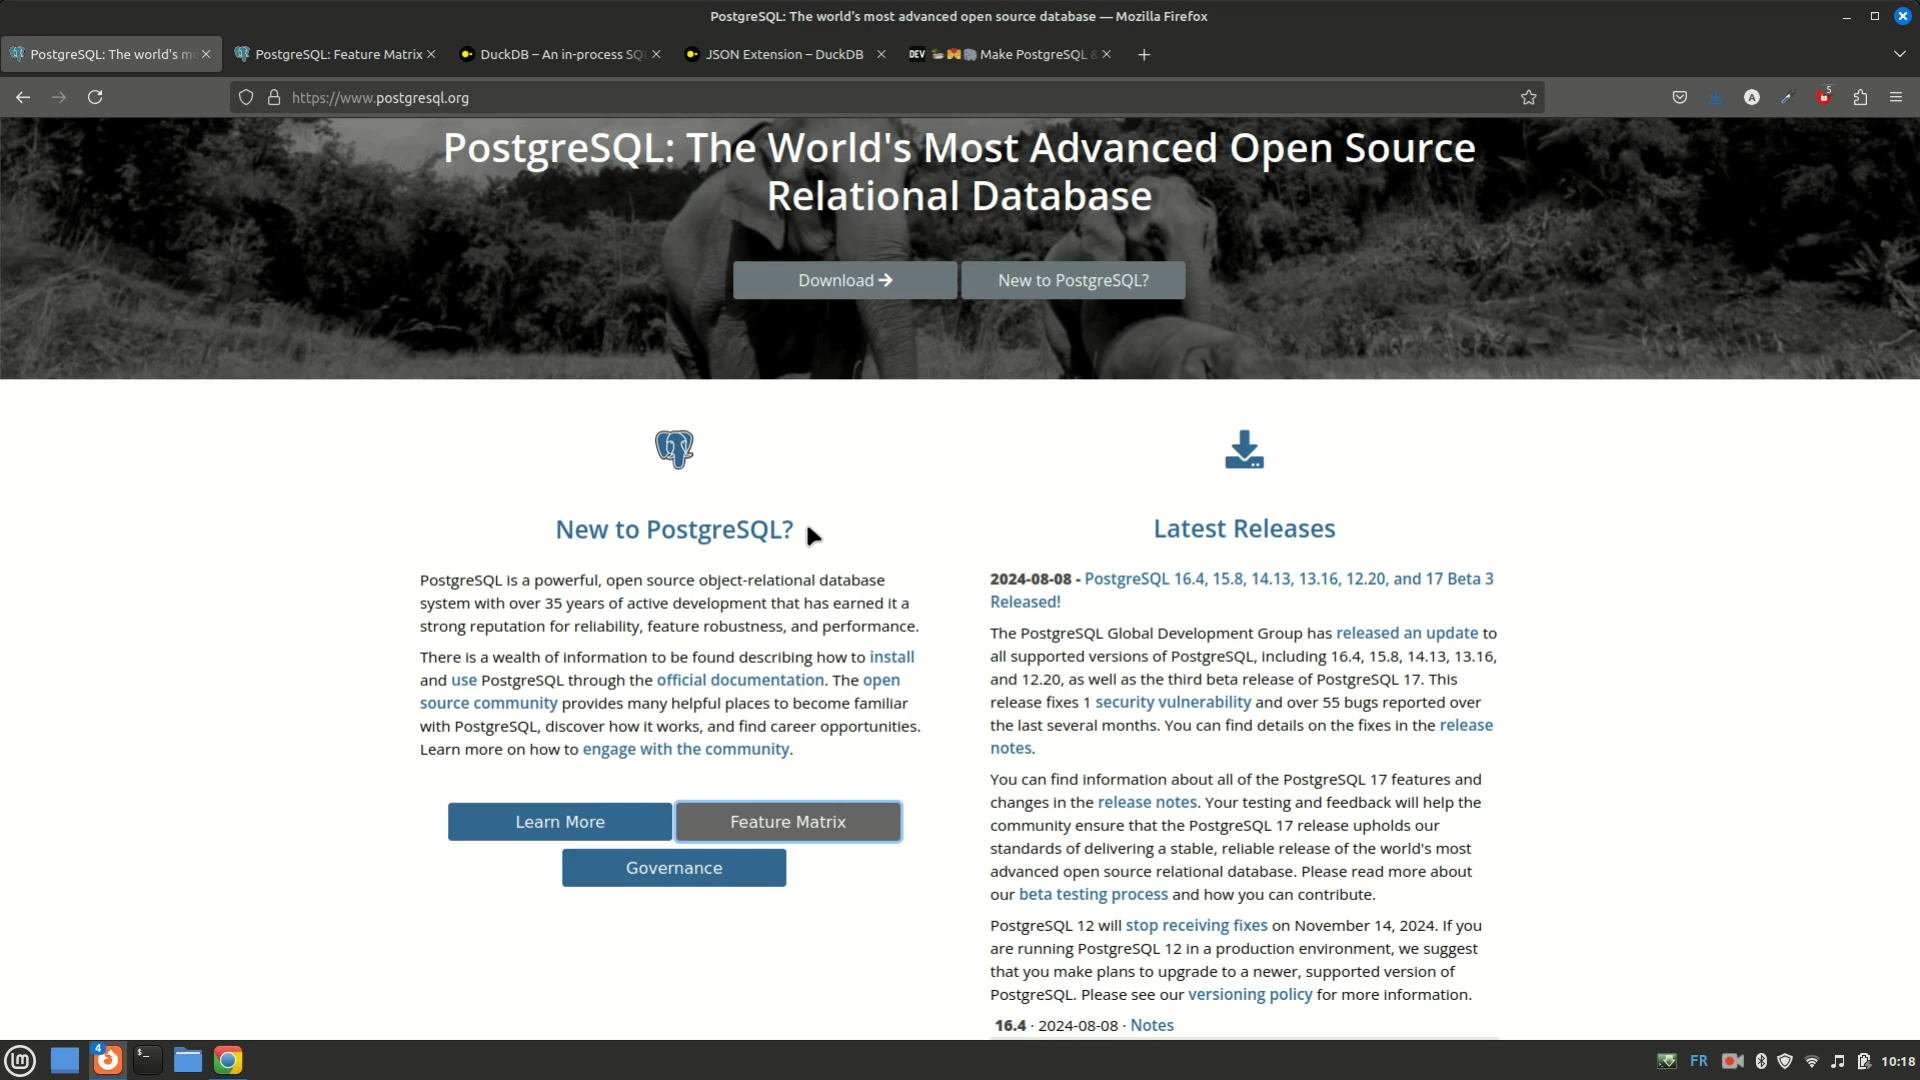 PostgreSQL: The world's most advanced open source database — Mozilla Firefox
PostgreSQL: The world's m
PostgreSQL: Feature Matrix
DuckDB – An in-process SQ
JSON Extension – DuckDB
DEV
Make PostgreSQL &
https://www.postgresql.org
A
5
PostgreSQL: The World's Most Advanced Open Source
Relational Database
Download
New to PostgreSQL?
New to PostgreSQL?
PostgreSQL is a powerful, open source object-relational database
system with over 35 years of active development that has earned it a
strong reputation for reliability, feature robustness, and performance.
There is a wealth of information to be found describing how to install
and use PostgreSQL through the official documentation. The open
source community provides many helpful places to become familiar
with PostgreSQL, discover how it works, and find career opportunities.
Learn more on how to engage with the community.
Learn More
Feature Matrix
Governance
Latest Releases
2024-08-08 - PostgreSQL 16.4, 15.8, 14.13, 13.16, 12.20, and 17 Beta 3
Released!
The PostgreSQL Global Development Group has released an update to
all supported versions of PostgreSQL, including 16.4, 15.8, 14.13, 13.16,
and 12.20, as well as the third beta release of PostgreSQL 17. This
release fixes 1 security vulnerability and over 55 bugs reported over
the last several months. You can find details on the fixes in the release
notes.
You can find information about all of the PostgreSQL 17 features and
changes in the release notes. Your testing and feedback will help the
community ensure that the PostgreSQL 17 release upholds our
standards of delivering a stable, reliable release of the world's most
advanced open source relational database. Please read more about
our beta testing process and how you can contribute.
PostgreSQL 12 will stop receiving fixes on November 14, 2024. If you
are running PostgreSQL 12 in a production environment, we suggest
that you make plans to upgrade to a newer, supported version of
PostgreSQL. Please see our versioning policy for more information.
16.4 · 2024-08-08 · Notes
lm
4
$_
FR
10:18